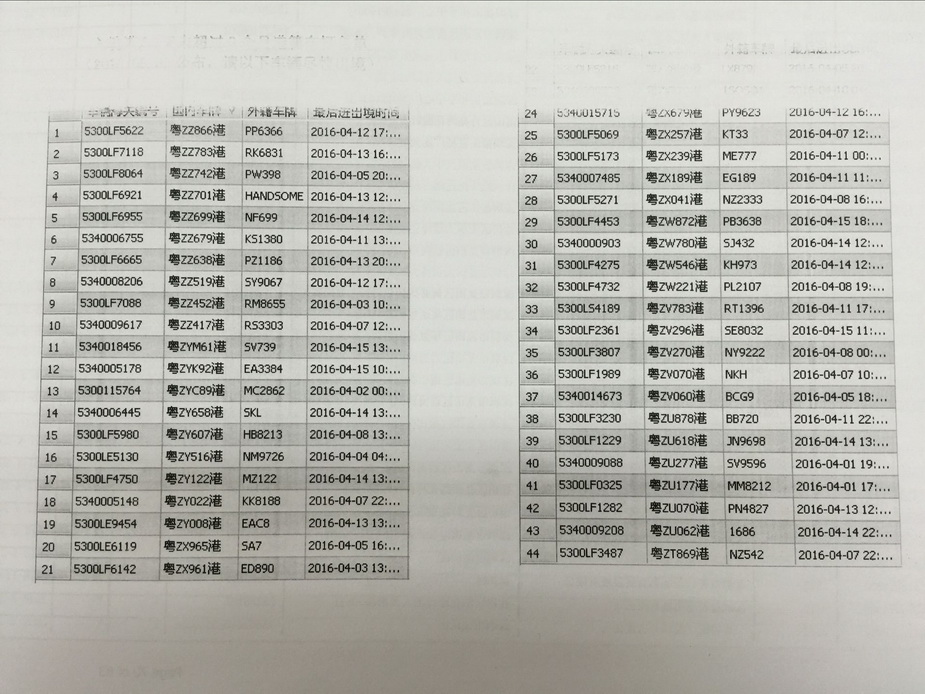 国内车牌 外籍车牌 最后进出境时间
1 5300LF5622 粤ZZ866港 PP6366 2016-04-12 17:...
2 5300LF7118 粤ZZ783港 RK6831 2016-04-13 16:...
3 5300LF8064 粤ZZ742港 PW398 2016-04-05 20:...
4 5300LF6921 粤ZZ701港 HANDSOME 2016-04-13 12:...
5 5300LF6955 粤ZZ699港 NF699 2016-04-14 12:...
6 5340006755 粤ZZ679港 KS1380 2016-04-11 13:...
7 5300LF6665 粤ZZ638港 PZ1186 2016-04-13 20:...
8 5340008206 粤ZZ519港 SY9067 2016-04-12 17:...
9 5300LF7088 粤ZZ452港 RM8655 2016-04-03 10:...
10 5340009617 粤ZZ417港 RS3303 2016-04-07 12:...
11 5340018456 粤ZYM61港 SV739 2016-04-15 13:...
12 5340005178 粤ZYK92港 EA3384 2016-04-15 10:...
13 5300115764 粤ZYC89港 MC2862 2016-04-02 00:...
14 5340006445 粤ZY658港 SKL 2016-04-14 13:...
15 5300LF5980 粤ZY607港 HB8213 2016-04-08 13:...
16 5300LE5130 粤ZY516港 NM9726 2016-04-04 04:...
17 5300LF4750 粤ZY122港 MZ122 2016-04-14 13:...
18 5340005148 粤ZY022港 KK8188 2016-04-07 22:...
19 5300LE9454 粤ZY008港 EAC8 2016-04-13 13:...
20 5300LE6119 粤ZX965港 SA7 2016-04-05 16:...
21 5300LF6142 粤ZX961港 ED890 2016-04-03 13:...
24 5340015715 粤ZX679港 PY9623 2016-04-12 16:...
25 5300LF5069 粤ZX257港 KT33 2016-04-07 12:...
26 5300LF5173 粤ZX239港 ME777 2016-04-11 00:...
27 5340007485 粤ZX189港 EG189 2016-04-11 11:...
28 5300LF5271 粤ZX041港 NZ2333 2016-04-08 16:...
29 5300LF4453 粤ZW872港 PB3638 2016-04-15 18:...
30 5340000903 粤ZW780港 SJ432 2016-04-14 12:...
31 5300LF4275 粤ZW546港 KH973 2016-04-14 12:...
32 5300LF4732 粤ZW221港 PL2107 2016-04-08 19:...
33 5300LS4189 粤ZV783港 RT1396 2016-04-11 17:...
34 5300LF2361 粤ZV296港 SE8032 2016-04-15 11:...
35 5300LF3807 粤ZV270港 NY9222 2016-04-08 00:...
36 5300LF1989 粤ZV070港 NKH 2016-04-07 10:...
37 5340014673 粤ZV060港 BCG9 2016-04-05 18:...
38 5300LF3230 粤ZU878港 BB720 2016-04-11 22:...
39 5300LF1229 粤ZU618港 JN9698 2016-04-14 13:...
40 5340009088 粤ZU277港 SV9596 2016-04-01 19:...
41 5300LF0325 粤ZU177港 MM8212 2016-04-01 17:...
42 5300LF1282 粤ZU070港 PN4827 2016-04-13 12:...
43 5340009208 粤ZU062港 1686 2016-04-14 22:...
44 5300LF3487 粤ZT869港 NZ542 2016-04-07 22:...